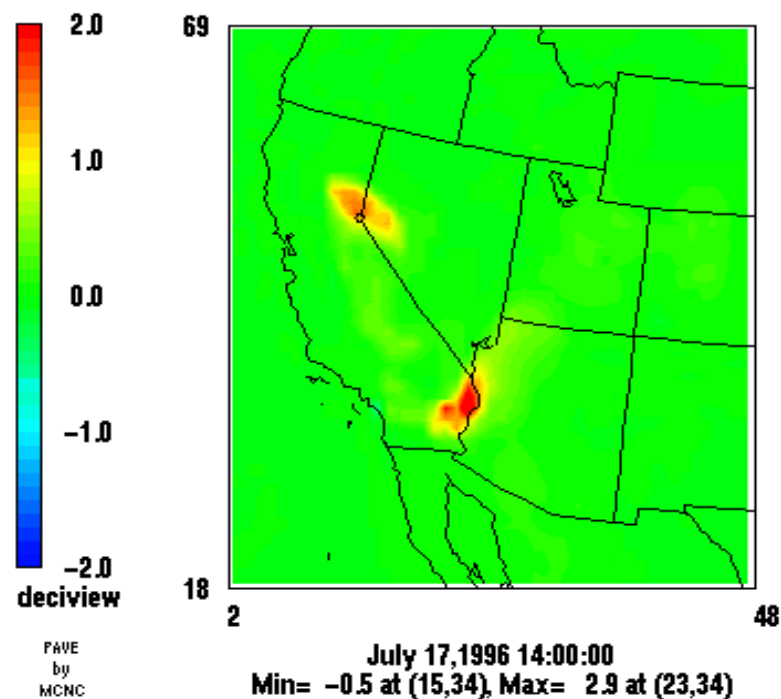 2.0
1.0
0.0
−1.0
−2.0
deciview
PAVE
by
MCNC
69
18
2
48
July 17,1996 14:00:00
Min= −0.5 at (15,34), Max= 2.9 at (23,34)